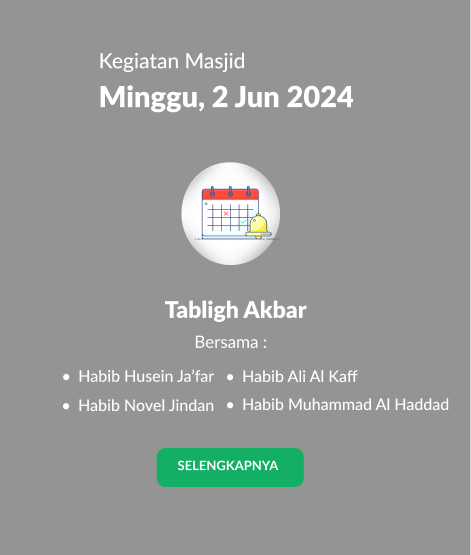 Kegiatan Masjid
Minggu, 2 Jun 2024
Tabligh Akbar
Bersama :
• Habib Husein Ja’far • Habib Ali Al Kaff
• Habib Novel Jindan • Habib Muhammad Al Haddad
SELENGKAPNYA